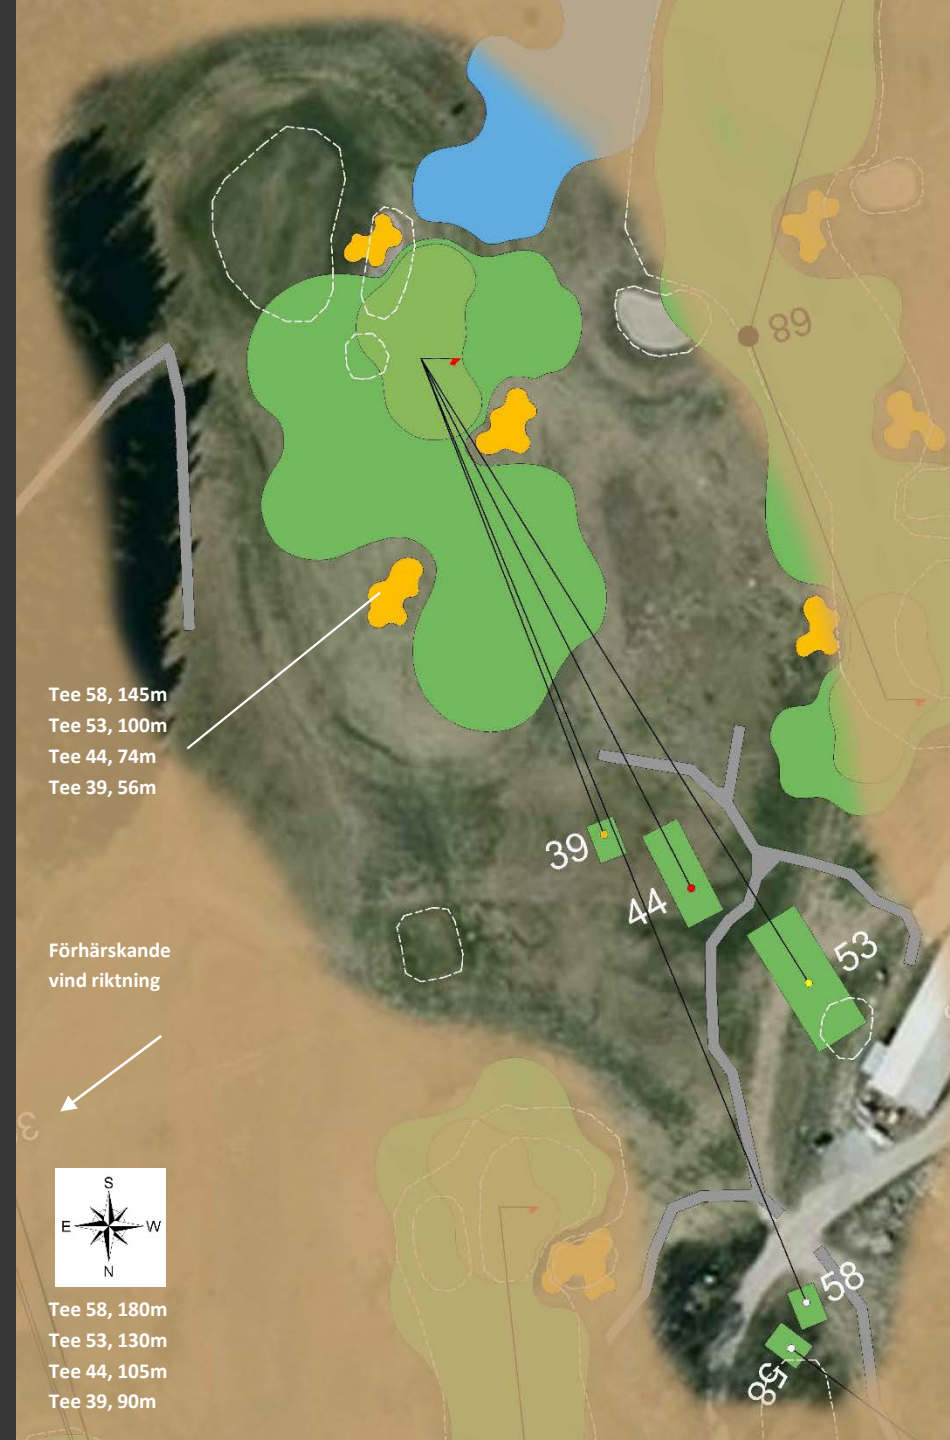 89
Tee 58, 145m
Tee 53, 100m
Tee 44, 74m
Tee 39, 56m
39
44
53
Förhärskande
vind riktning
S
E W
N
58
58
Tee 58, 180m
Tee 53, 130m
Tee 44, 105m
Tee 39, 90m